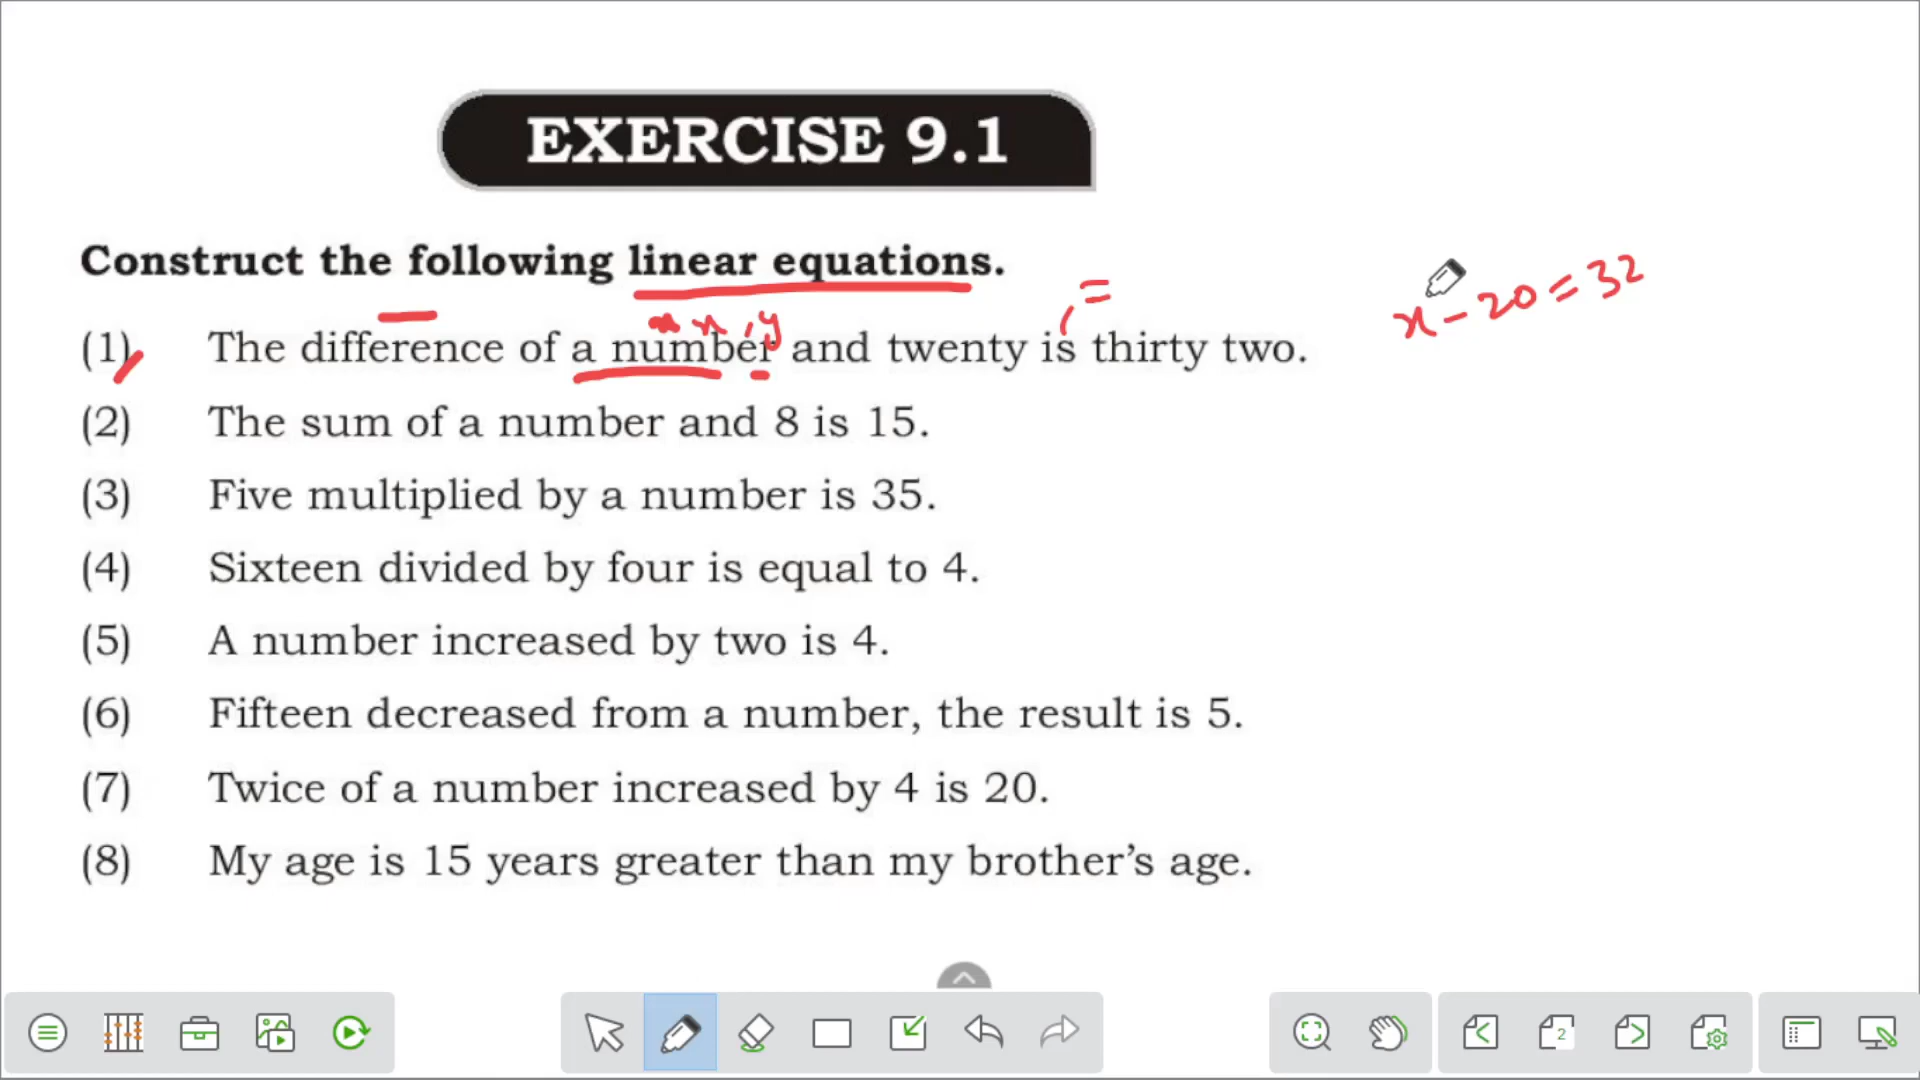 EXERCISE 9.1
Construct the following linear equations.
=
x , y
x - 20 = 32
(1) The difference of a number and twenty is thirty two.
(2) The sum of a number and 8 is 15.
(3) Five multiplied by a number is 35.
(4) Sixteen divided by four is equal to 4.
(5) A number increased by two is 4.
(6) Fifteen decreased from a number, the result is 5.
(7) Twice of a number increased by 4 is 20.
(8) My age is 15 years greater than my brother’s age.
2